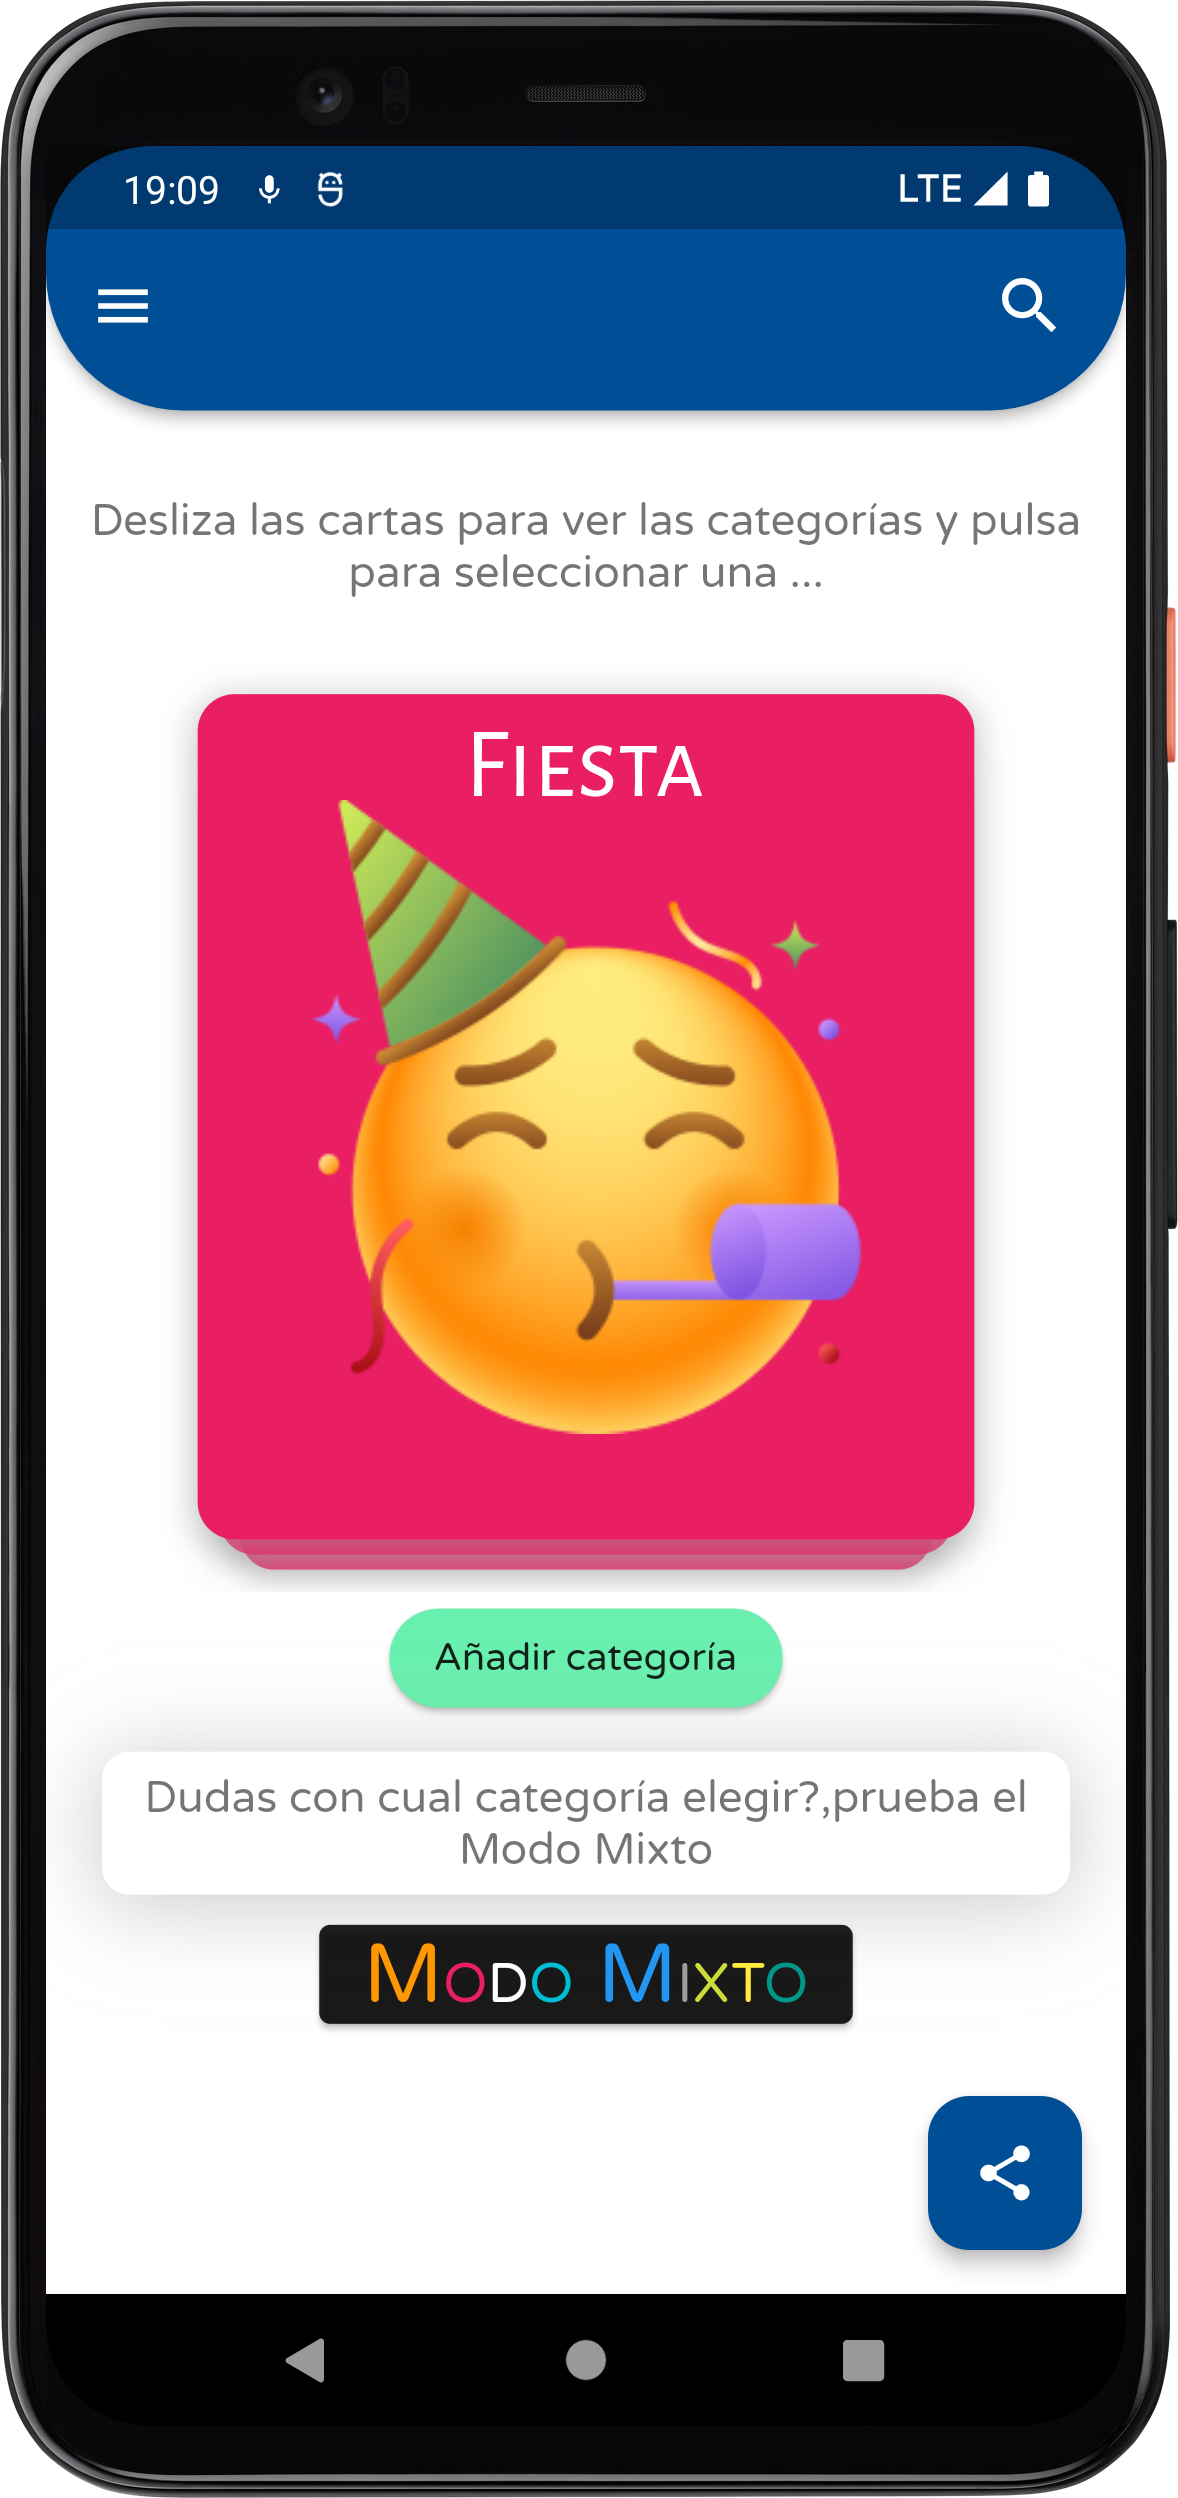 19:09
LTE
Desliza las cartas para ver las categorías y pulsa
para seleccionar una ...
Fiesta
Añadir categoría
Dudas con cual categoría elegir?,prueba el
Modo Mixto
Modo Mixto